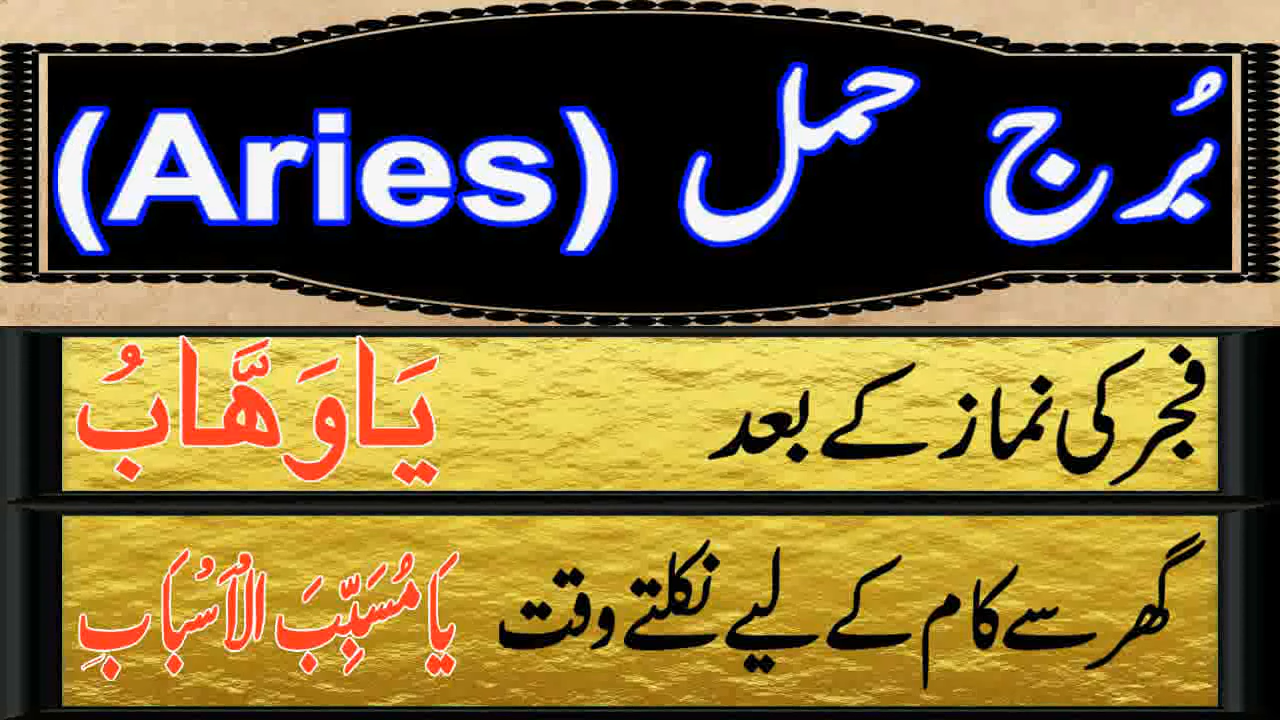 بُرج حمل (Aries)
فجر کی نماز کے بعد يَاوَهَّابُ
گھر سے کام کے لیے نکلتے وقت يَا مُسَبِّبَ الْاَسْبَابِ